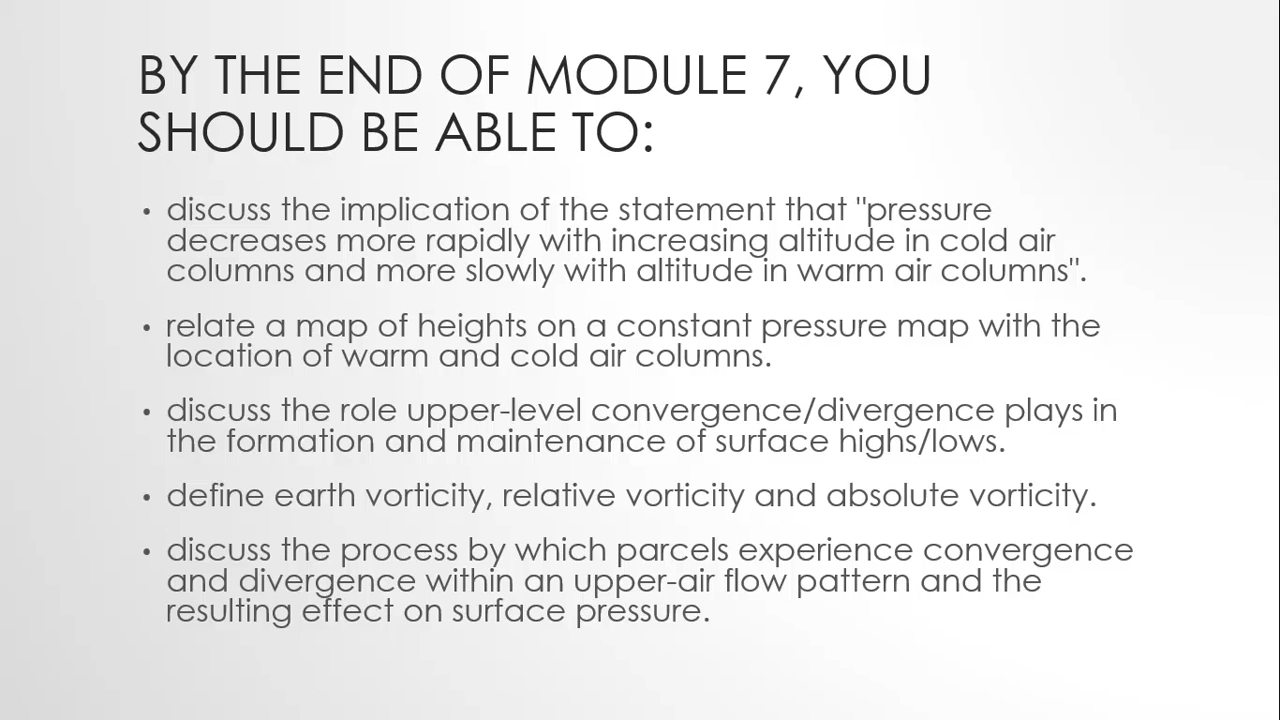 BY THE END OF MODULE 7, YOU
SHOULD BE ABLE TO:
• discuss the implication of the statement that "pressure
decreases more rapidly with increasing altitude in cold air
columns and more slowly with altitude in warm air columns".
• relate a map of heights on a constant pressure map with the
location of warm and cold air columns.
• discuss the role upper-level convergence/divergence plays in
the formation and maintenance of surface highs/lows.
• define earth vorticity, relative vorticity and absolute vorticity.
• discuss the process by which parcels experience convergence
and divergence within an upper-air flow pattern and the
resulting effect on surface pressure.